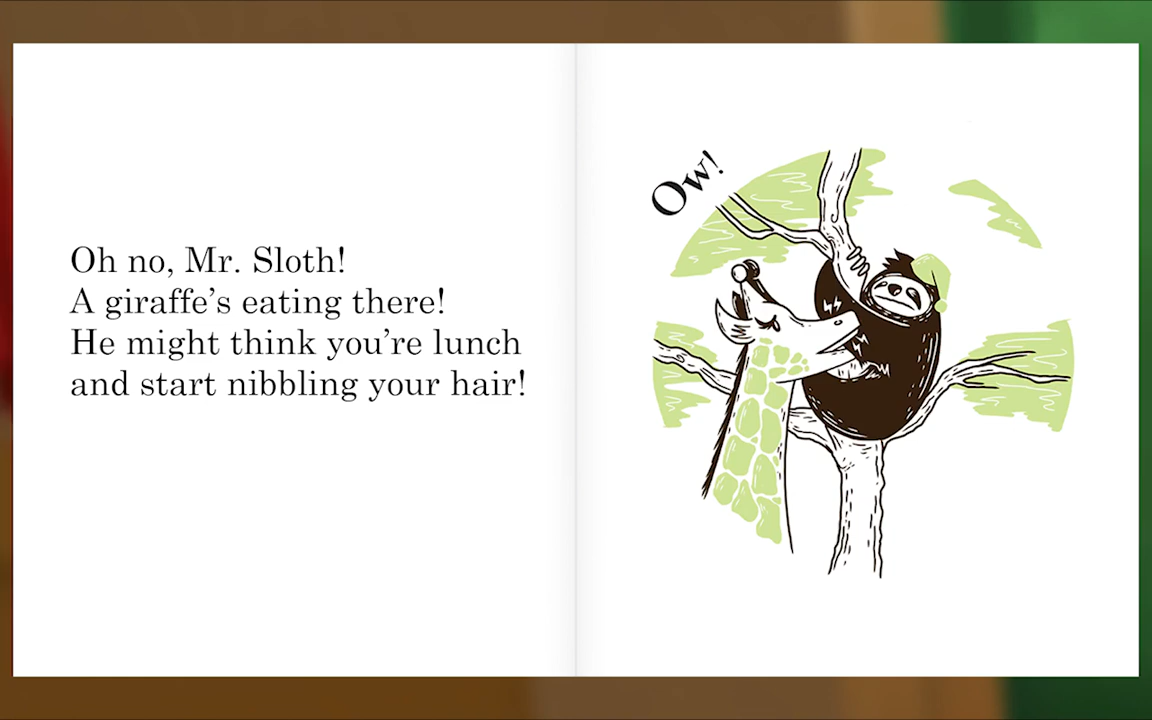 Oh no, Mr. Sloth!
A giraffe’s eating there!
He might think you’re lunch
and start nibbling your hair!
Ow!